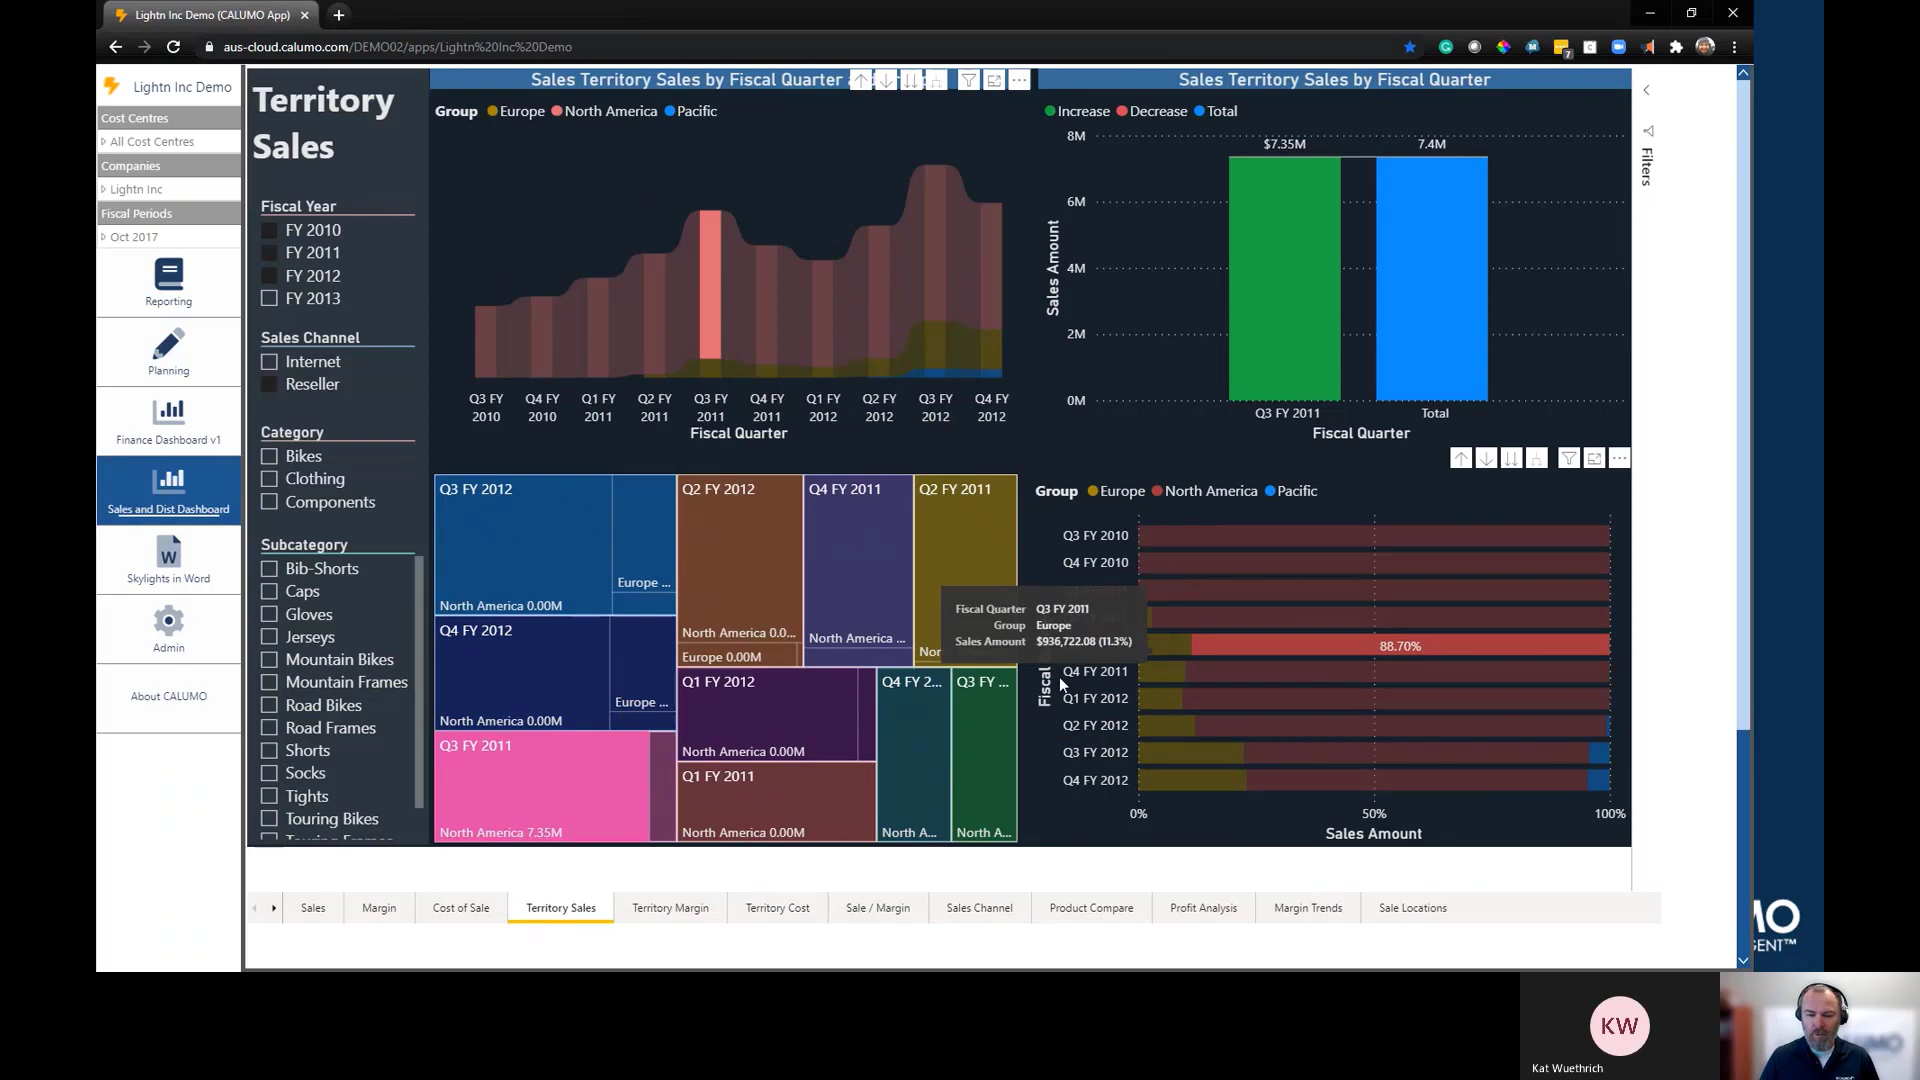 Lightn Inc Demo (CALUMO App)
aus-cloud.calumo.com/DEMO02/apps/Lightn%20Inc%20Demo
7
Lightn Inc Demo
Cost Centres
All Cost Centres
Companies
Lightn Inc
Fiscal Periods
Oct 2017
Reporting
Planning
Finance Dashboard v1
Sales and Dist Dashboard
W
Skylights in Word
Admin
About CALUMO
Territory
Sales
Fiscal Year
FY 2010
FY 2011
FY 2012
FY 2013
Sales Channel
Internet
Reseller
Category
Bikes
Clothing
Components
Subcategory
Bib-Shorts
Caps
Gloves
Jerseys
Mountain Bikes
Mountain Frames
Road Bikes
Road Frames
Shorts
Socks
Tights
Touring Bikes
Sales Territory Sales by Fiscal Quarter
Group Europe North America Pacific
Q3 FY 2010
Q4 FY 2010
Q1 FY 2011
Q2 FY 2011
Q3 FY 2011
Q4 FY 2011
Q1 FY 2012
Q2 FY 2012
Q3 FY 2012
Q4 FY 2012
Fiscal Quarter
Sales Territory Sales by Fiscal Quarter
Increase Decrease Total
8M
6M
4M
2M
0M
Sales Amount
$7.35M
7.4M
Q3 FY 2011
Total
Fiscal Quarter
Filters
Q3 FY 2012
Europe ...
North America 0.00M
Q4 FY 2012
Europe ...
North America 0.00M
Q3 FY 2011
North America 7.35M
Q2 FY 2012
North America 0.0...
Europe 0.00M
Q4 FY 2011
North America ...
Q2 FY 2011
Nor
Q1 FY 2012
North America 0.00M
Q1 FY 2011
North America 0.00M
Q4 FY 2...
North A...
Q3 FY ...
North A...
Group Europe North America Pacific
Q3 FY 2010
Q4 FY 2010
Fiscal Quarter Q3 FY 2011
Group Europe
Sales Amount $936,722.08 (11.3%)
88.70%
Fiscal
Q4 FY 2011
Q1 FY 2012
Q2 FY 2012
Q3 FY 2012
Q4 FY 2012
0%
50%
100%
Sales Amount
Sales
Margin
Cost of Sale
Territory Sales
Territory Margin
Territory Cost
Sale / Margin
Sales Channel
Product Compare
Profit Analysis
Margin Trends
Sale Locations
MO
GENT™
KW
Kat Wuethrich